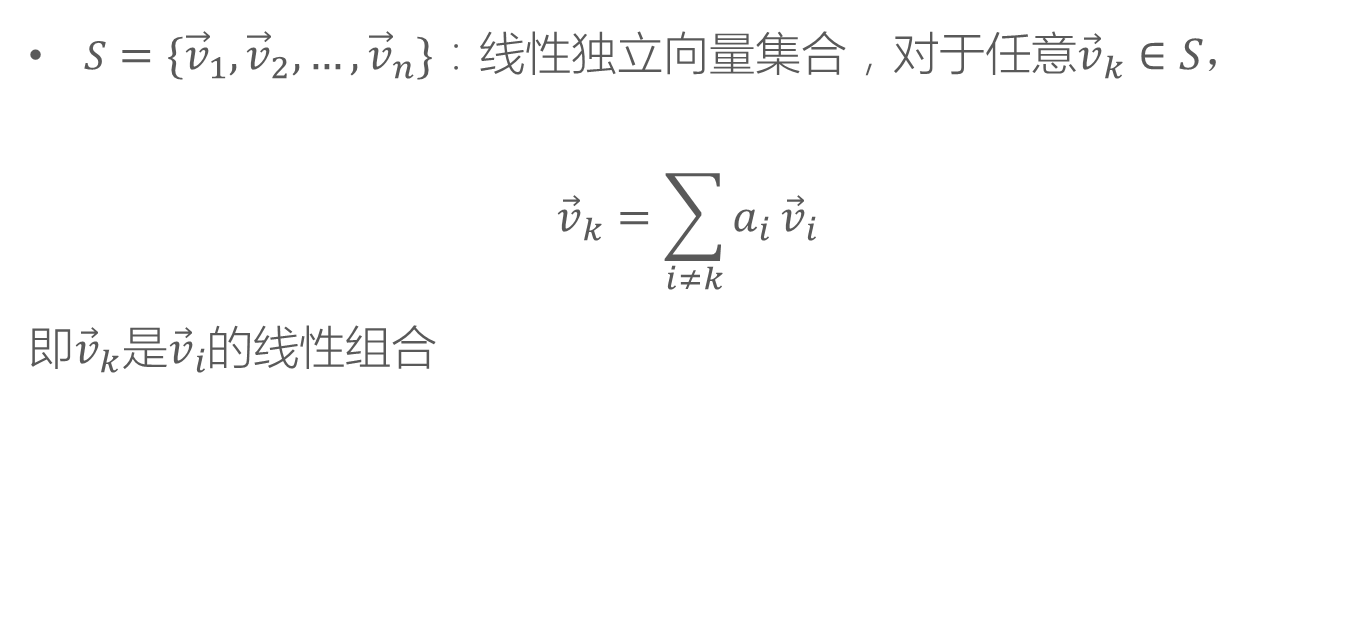 • S = {v⃗₁, v⃗₂, … , v⃗ₙ}：线性独立向量集合，对于任意v⃗ₖ ∈ S，
v⃗ₖ = ∑_{i≠k} aᵢ v⃗ᵢ
即v⃗ₖ是v⃗ᵢ的线性组合